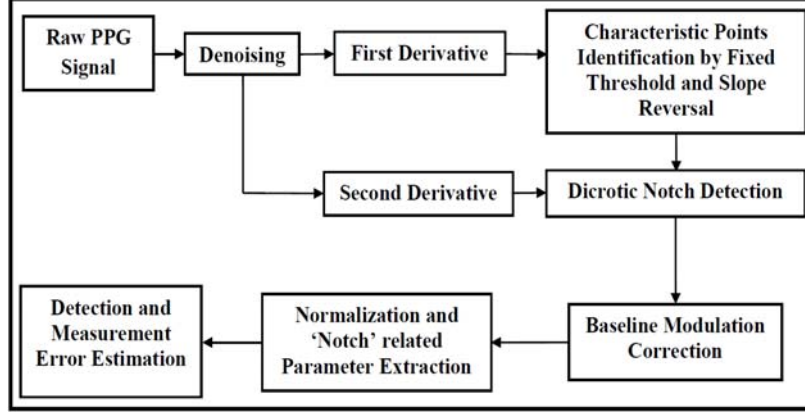 Raw PPG
Signal
Denoising
First Derivative
Characteristic Points
Identification by Fixed
Threshold and Slope
Reversal
Second Derivative
Dicrotic Notch Detection
Detection and
Measurement
Error Estimation
Normalization and
‘Notch’ related
Parameter Extraction
Baseline Modulation
Correction